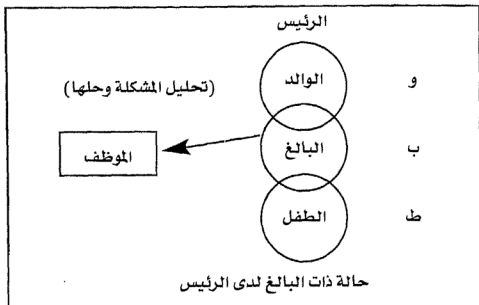 الرئيس
و
الوالد
(تحليل المشكلة وحلها)
ب
البالغ
الموظف
ط
الطفل
حالة ذات البالغ لدى الرئيس